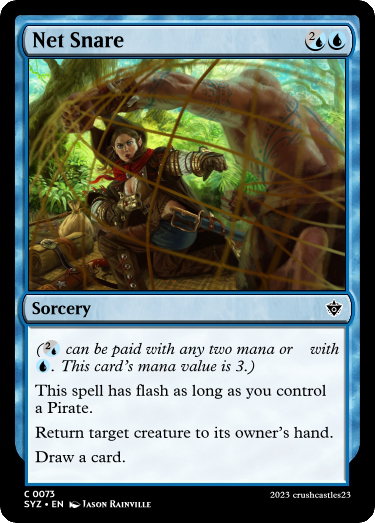 Net Snare
2
Sorcery
(2 can be paid with any two mana or with
. This card's mana value is 3.)
This spell has flash as long as you control
a Pirate.
Return target creature to its owner's hand.
Draw a card.
C 0073
SYZ • EN JASON RAINVILLE
2023 crushcastles23